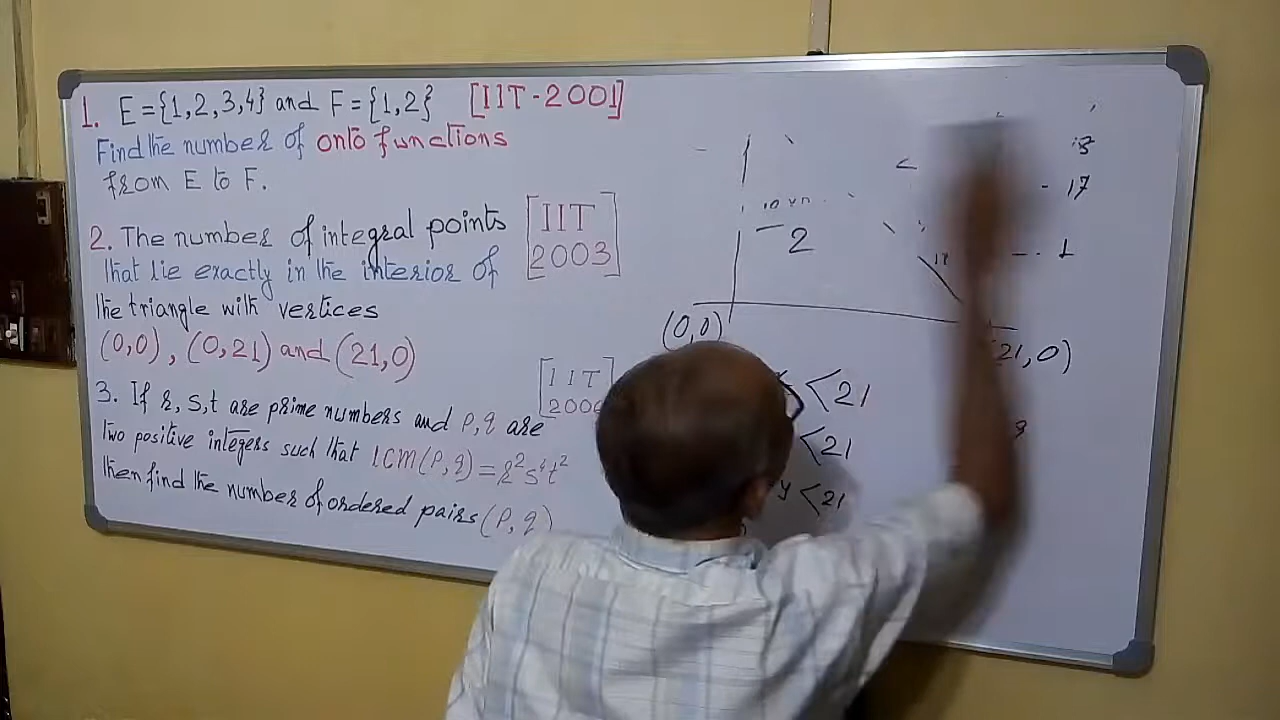 1. E = {1,2,3,4} and F = {1,2} [IIT-2001]
Find the number of onto functions
from E to F.
2. The number of integral points [IIT 2003]
that lie exactly in the interior of
the triangle with vertices
(0,0), (0,21) and (21,0)
3. If r, s, t are prime numbers and p, q are [IIT
two positive integers such that LCM(p,q) = r²s⁴t²
then find the number of ordered pairs (p,q)
17
2
1
(0,0)
21,0)
<21
<21
y <21